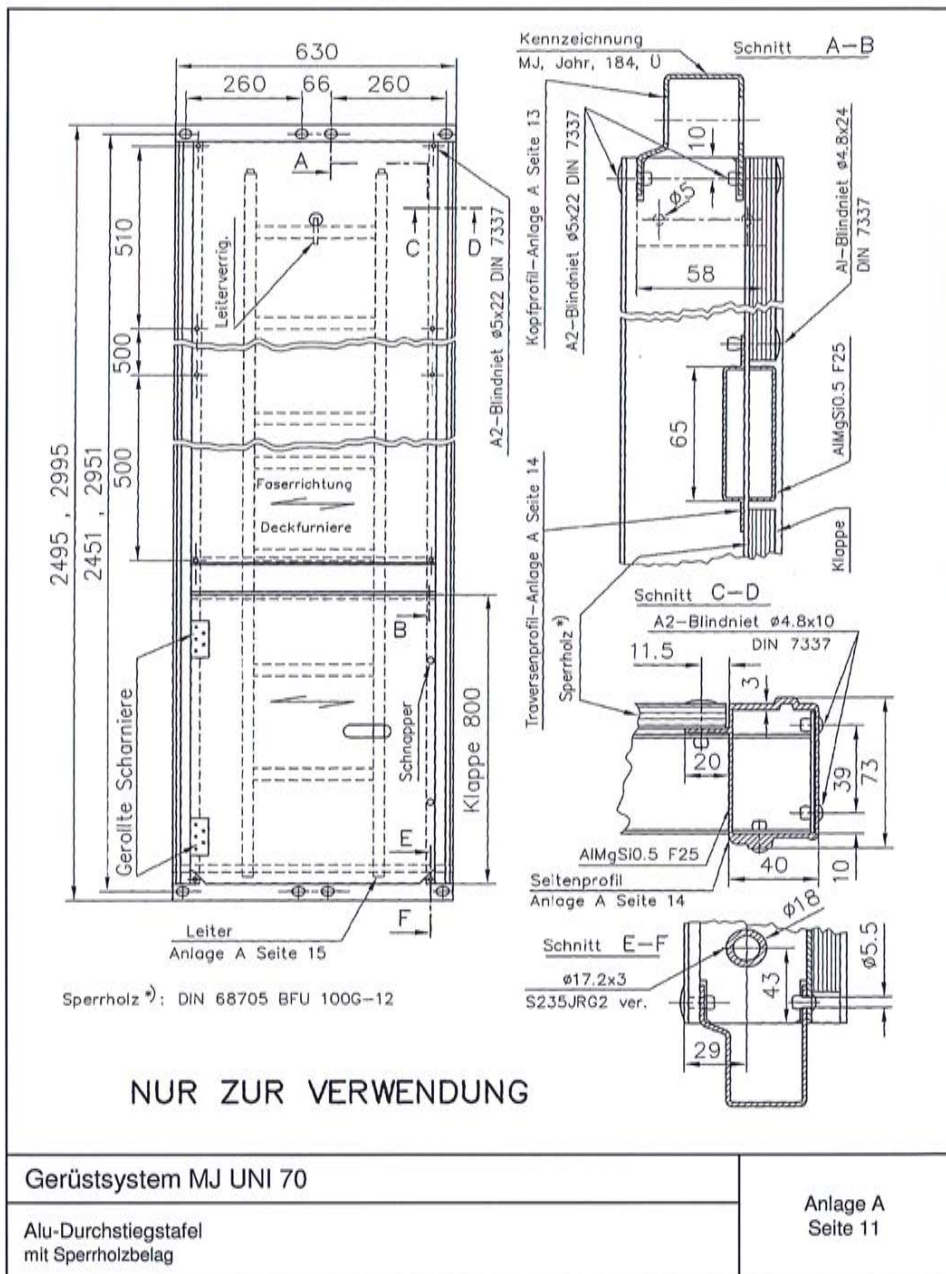 630
260 66 260
2495 , 2995
2451 , 2951
510
500
500
A
C D
Leiterverrig.
A2-Blindniet ø5x22 DIN 7337
Faserrichtung
Deckfurniere
B
Schnäpper
Klappe 800
Gerollte Scharniere
E
F
Leiter
Anlage A Seite 15
Sperrholz *): DIN 68705 BFU 100G-12
Kennzeichnung
MJ, Jahr, 184, Ü
Schnitt A-B
Kopfprofil-Anlage A Seite 13
A2-Blindniet ø5x22 DIN 7337
10
ø5
58
Al-Blindniet ø4.8x24
DIN 7337
65
AlMgSi0.5 F25
Traversenprofil-Anlage A Seite 14
Sperrholz *)
Klappe
Schnitt C-D
A2-Blindniet ø4.8x10
DIN 7337
11.5
3
20
39
73
AlMgSi0.5 F25
40
10
Seitenprofil
Anlage A Seite 14
Schnitt E-F
ø18
ø5.5
ø17.2x3
S235JRG2 ver.
43
29
NUR ZUR VERWENDUNG
Gerüstsystem MJ UNI 70
Alu-Durchstiegstafel
mit Sperrholzbelag
Anlage A
Seite 11